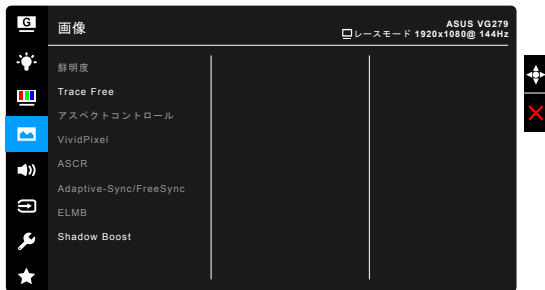 G
画像
ASUS VG279
レースモード 1920x1080@ 144Hz
鮮明度
Trace Free
アスペクトコントロール
VividPixel
ASCR
Adaptive-Sync/FreeSync
ELMB
Shadow Boost